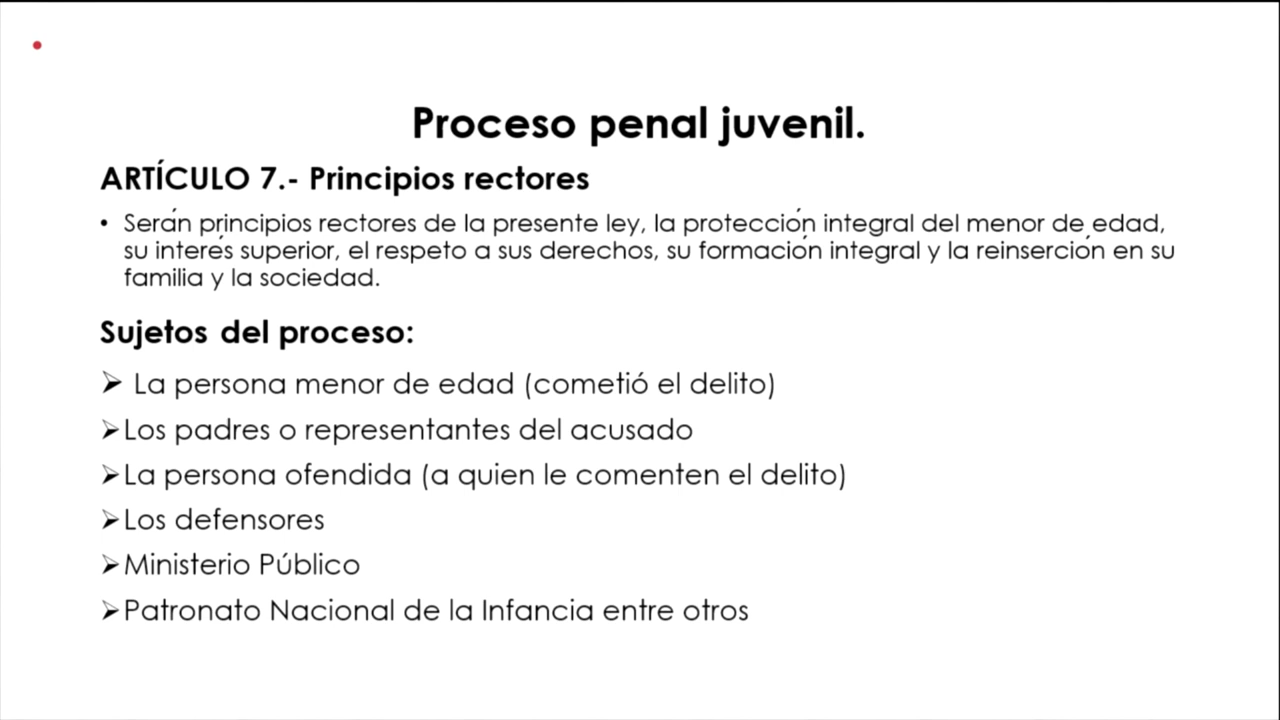 Proceso penal juvenil.
ARTÍCULO 7.- Principios rectores
• Serán principios rectores de la presente ley, la protección integral del menor de edad,
su interés superior, el respeto a sus derechos, su formación integral y la reinserción en su
familia y la sociedad.
Sujetos del proceso:
➢ La persona menor de edad (cometió el delito)
➢Los padres o representantes del acusado
➢La persona ofendida (a quien le comenten el delito)
➢Los defensores
➢Ministerio Público
➢Patronato Nacional de la Infancia entre otros